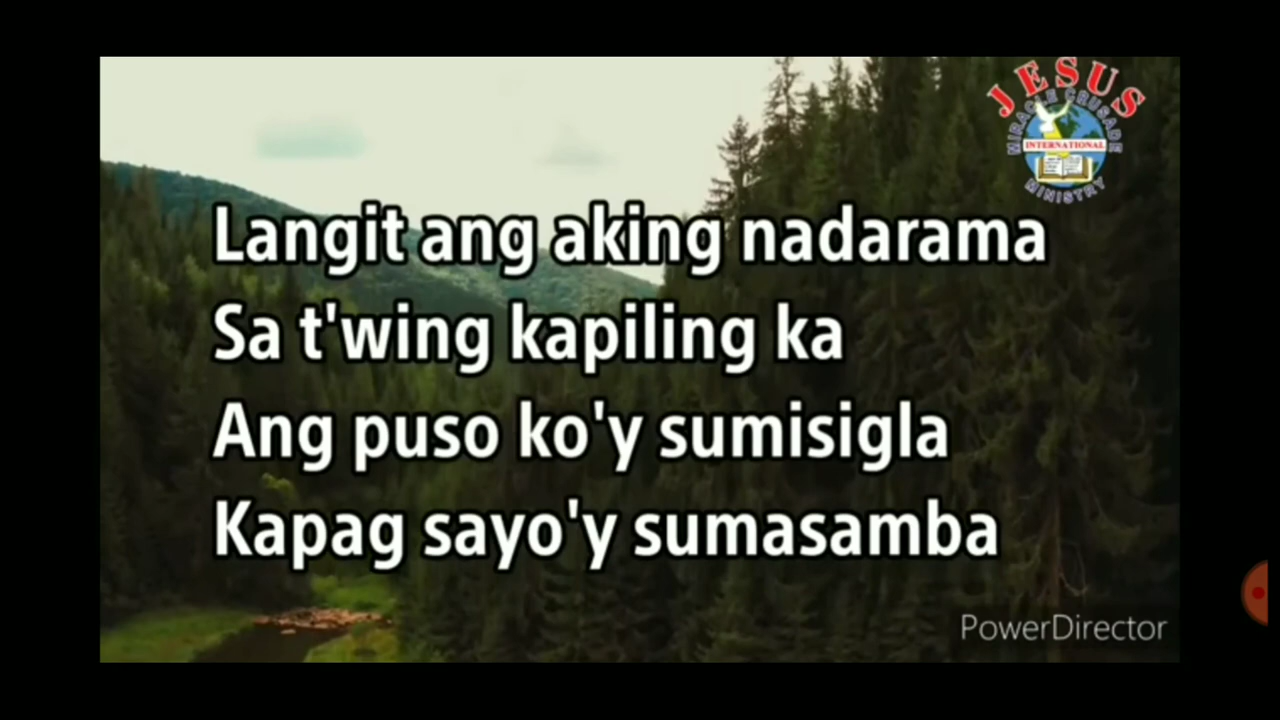 JESUS
MIRACLE CRUSADE
INTERNATIONAL
MINISTRY
Langit ang aking nadarama
Sa t'wing kapiling ka
Ang puso ko'y sumisigla
Kapag sayo'y sumasamba
PowerDirector